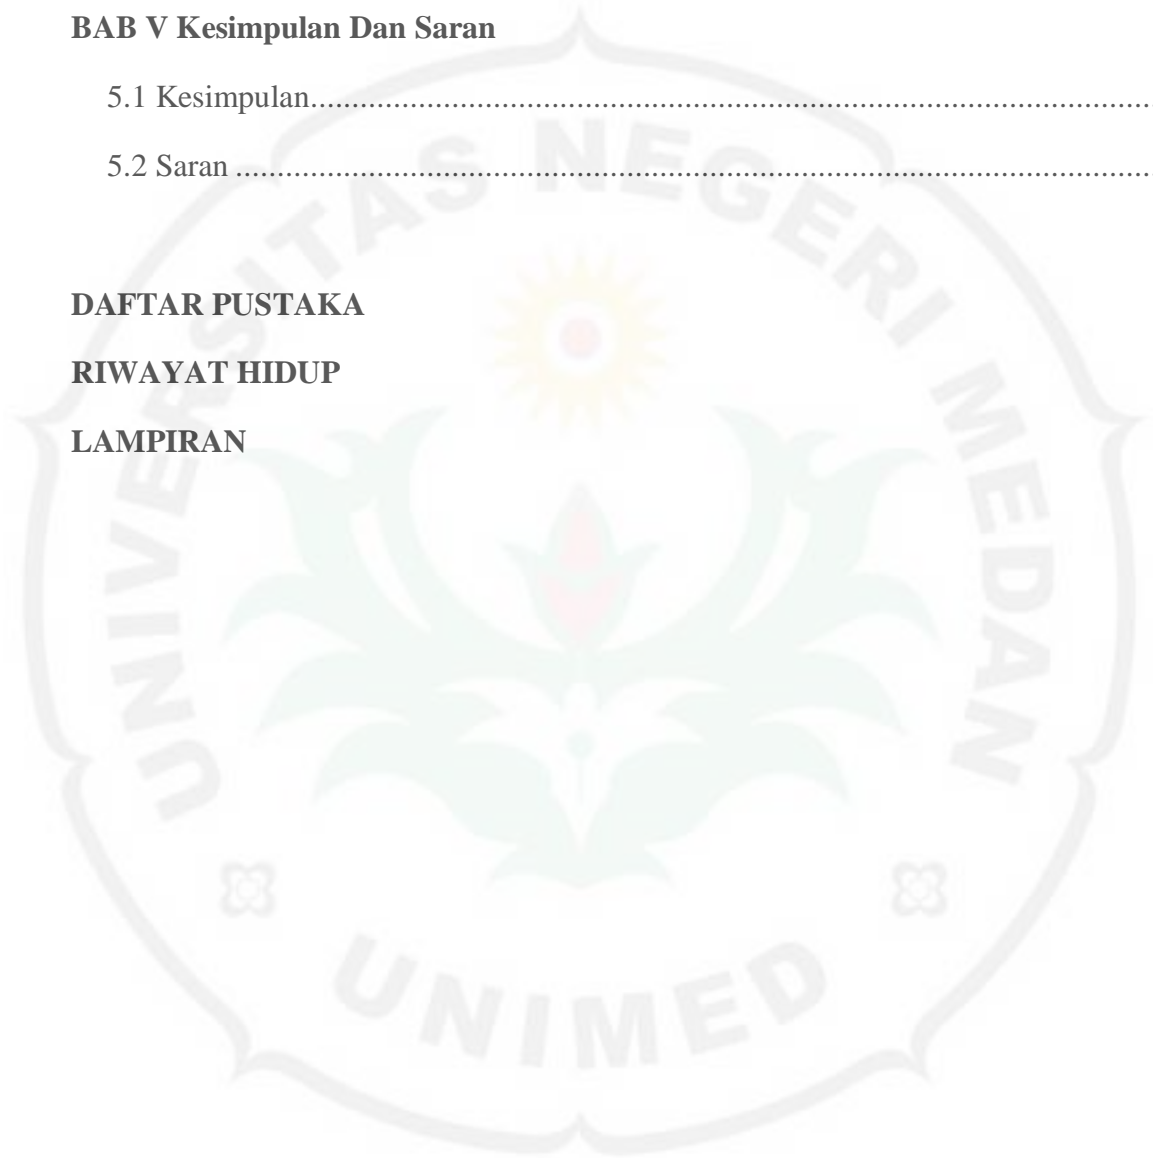 BAB V Kesimpulan Dan Saran
5.1 Kesimpulan....................................................................................................
5.2 Saran .............................................................................................................
DAFTAR PUSTAKA
RIWAYAT HIDUP
LAMPIRAN
UNIVERSITAS NEGERI MEDAN
UNIMED